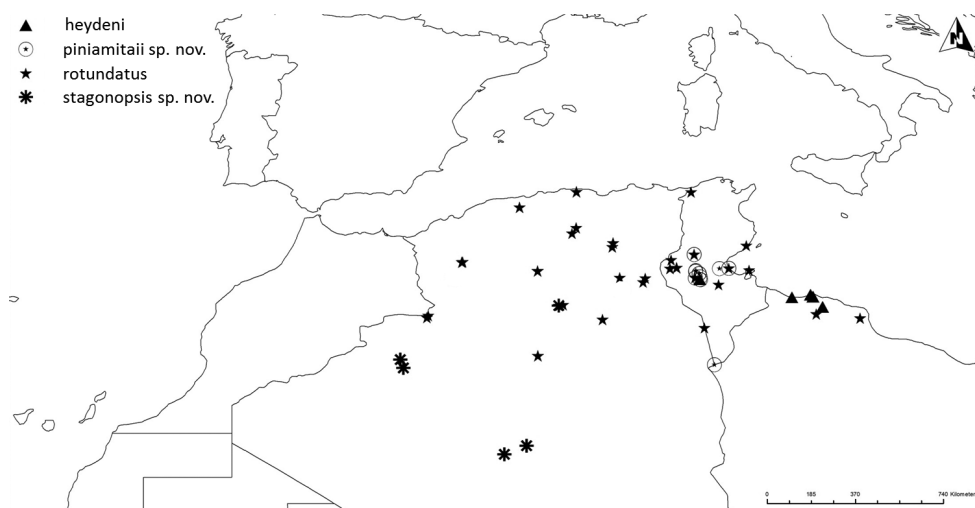 heydeni
piniamitaii sp. nov.
rotundatus
stagonopsis sp. nov.
N
0 185 370 740 Kilometers